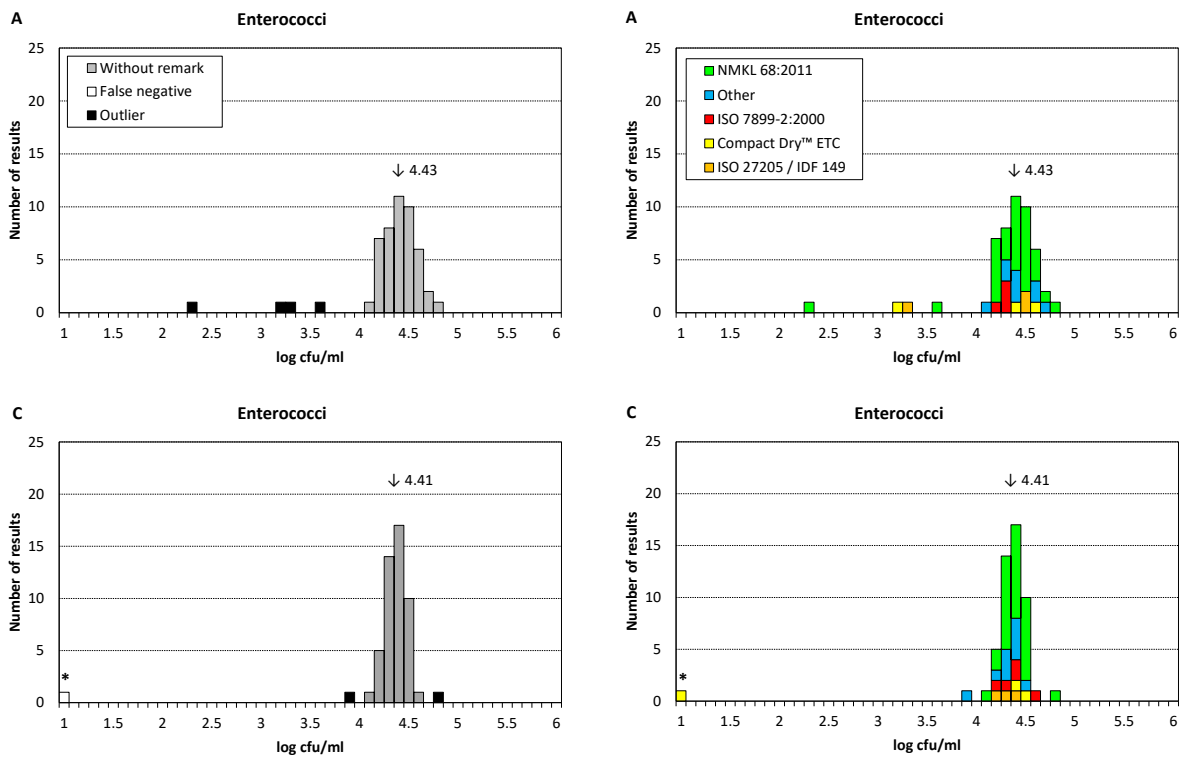 A
Enterococci
25
20
15
10
5
0
Number of results
Without remark
False negative
Outlier
↓ 4.43
1 1.5 2 2.5 3 3.5 4 4.5 5 5.5 6
log cfu/ml
A
Enterococci
25
20
15
10
5
0
Number of results
NMKL 68:2011
Other
ISO 7899-2:2000
Compact Dry™ ETC
ISO 27205 / IDF 149
↓ 4.43
1 1.5 2 2.5 3 3.5 4 4.5 5 5.5 6
log cfu/ml
C
Enterococci
25
20
15
10
5
0
Number of results
↓ 4.41
*
1 1.5 2 2.5 3 3.5 4 4.5 5 5.5 6
log cfu/ml
C
Enterococci
25
20
15
10
5
0
Number of results
↓ 4.41
*
1 1.5 2 2.5 3 3.5 4 4.5 5 5.5 6
log cfu/ml